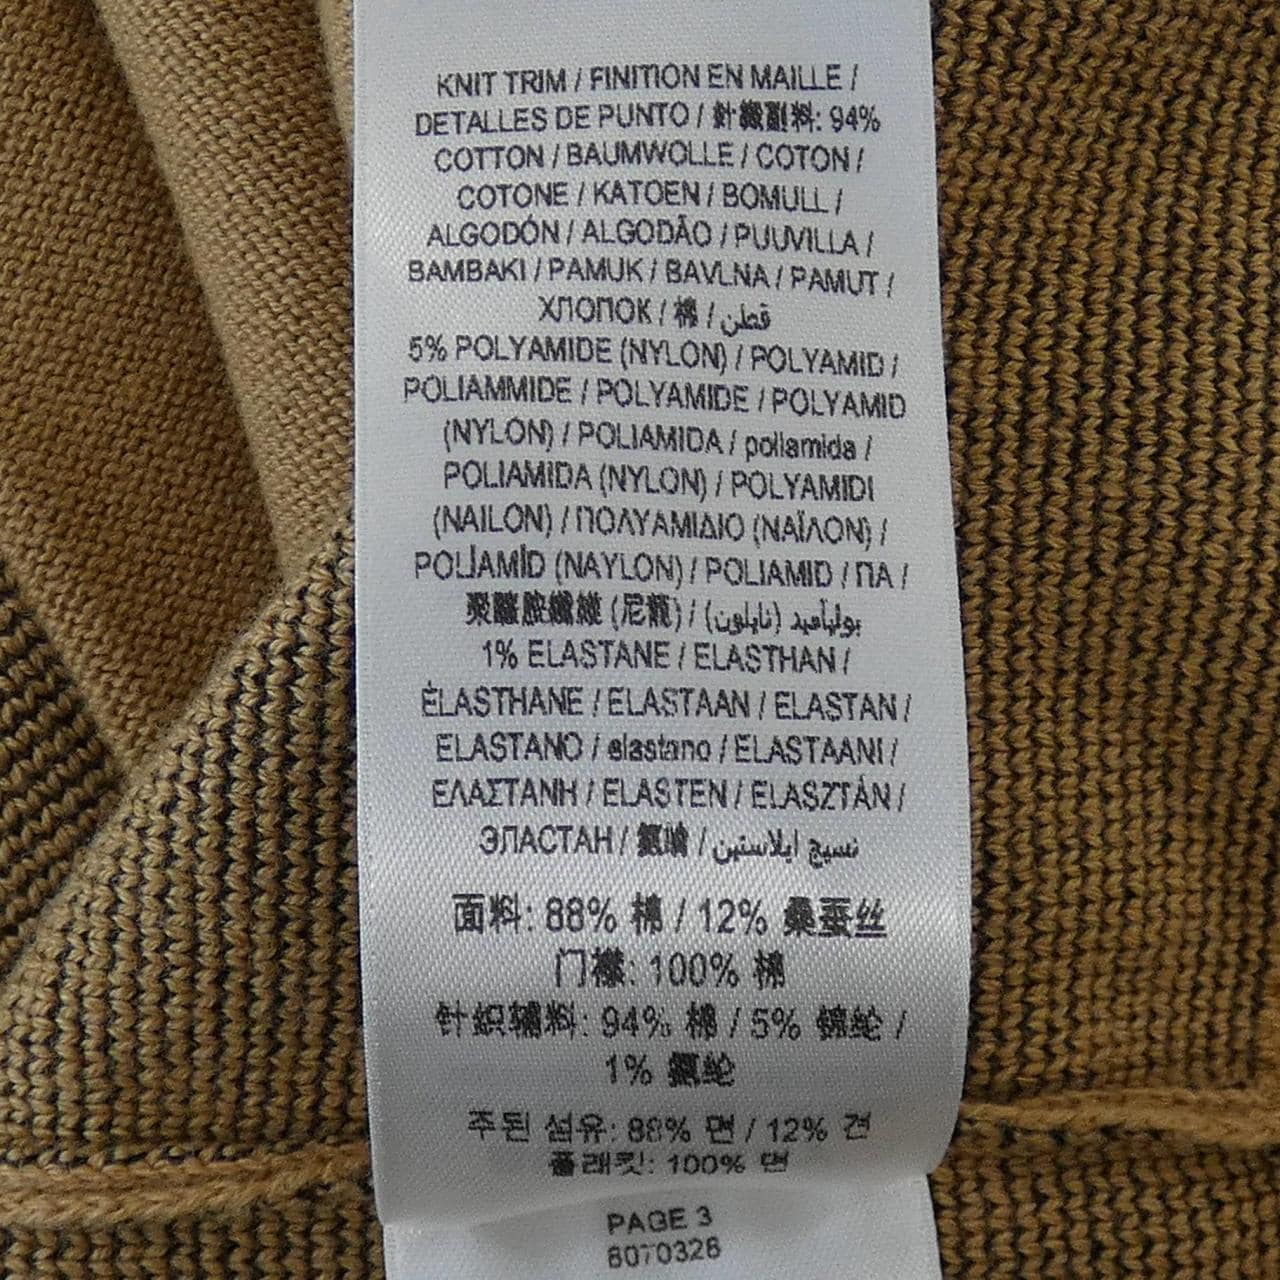 KNIT TRIM / FINITION EN MAILLE /
DETALLES DE PUNTO / 針織副料: 94%
COTTON / BAUMWOLLE / COTON /
COTONE / KATOEN / BOMULL /
ALGODÓN / ALGODÃO / PUUVILLA /
BAMBAKI / PAMUK / BAVLNA / PAMUT /
ХЛОПОК / 棉 / قطن
5% POLYAMIDE (NYLON) / POLYAMID /
POLIAMMIDE / POLYAMIDE / POLYAMID
(NYLON) / POLIAMIDA / poliamida /
POLIAMIDA (NYLON) / POLYAMIDI
(NAILON) / ΠΟΛΥΑΜΙΔΙΟ (ΝΑΪΛΟΝ) /
POLİAMİD (NAYLON) / POLIAMID / ПА /
聚醯胺纖維 (尼龍) / بولیآمید (نایلون)
1% ELASTANE / ELASTHAN /
ÉLASTHANE / ELASTAAN / ELASTAN /
ELASTANO / elastano / ELASTAANI /
ΕΛΑΣΤΑΝΗ / ELASTEN / ELASZTÁN /
ЭЛАСТАН / 氨綸 / نسيج ايلاستين
面料: 88% 棉 / 12% 桑蚕丝
门襟: 100% 棉
针织辅料: 94% 棉 / 5% 锦纶 /
1% 氨纶
주된 섬유: 88% 면 / 12% 견
플래킷: 100% 면
PAGE 3
8070328